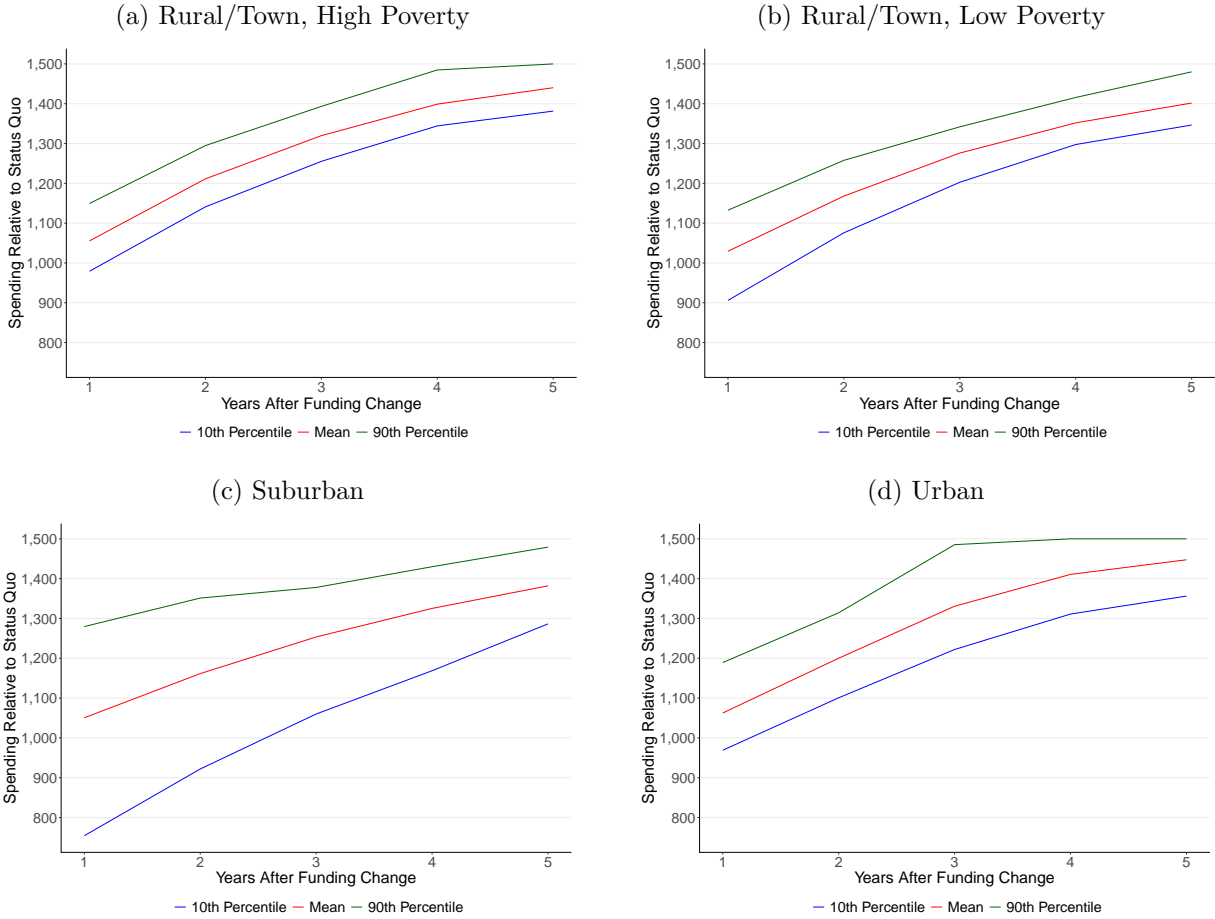 (a) Rural/Town, High Poverty
Spending Relative to Status Quo
1,500
1,400
1,300
1,200
1,100
1,000
900
800
1 2 3 4 5
Years After Funding Change
10th Percentile Mean 90th Percentile
(b) Rural/Town, Low Poverty
Spending Relative to Status Quo
1,500
1,400
1,300
1,200
1,100
1,000
900
800
1 2 3 4 5
Years After Funding Change
10th Percentile Mean 90th Percentile
(c) Suburban
Spending Relative to Status Quo
1,500
1,400
1,300
1,200
1,100
1,000
900
800
1 2 3 4 5
Years After Funding Change
10th Percentile Mean 90th Percentile
(d) Urban
Spending Relative to Status Quo
1,500
1,400
1,300
1,200
1,100
1,000
900
800
1 2 3 4 5
Years After Funding Change
10th Percentile Mean 90th Percentile